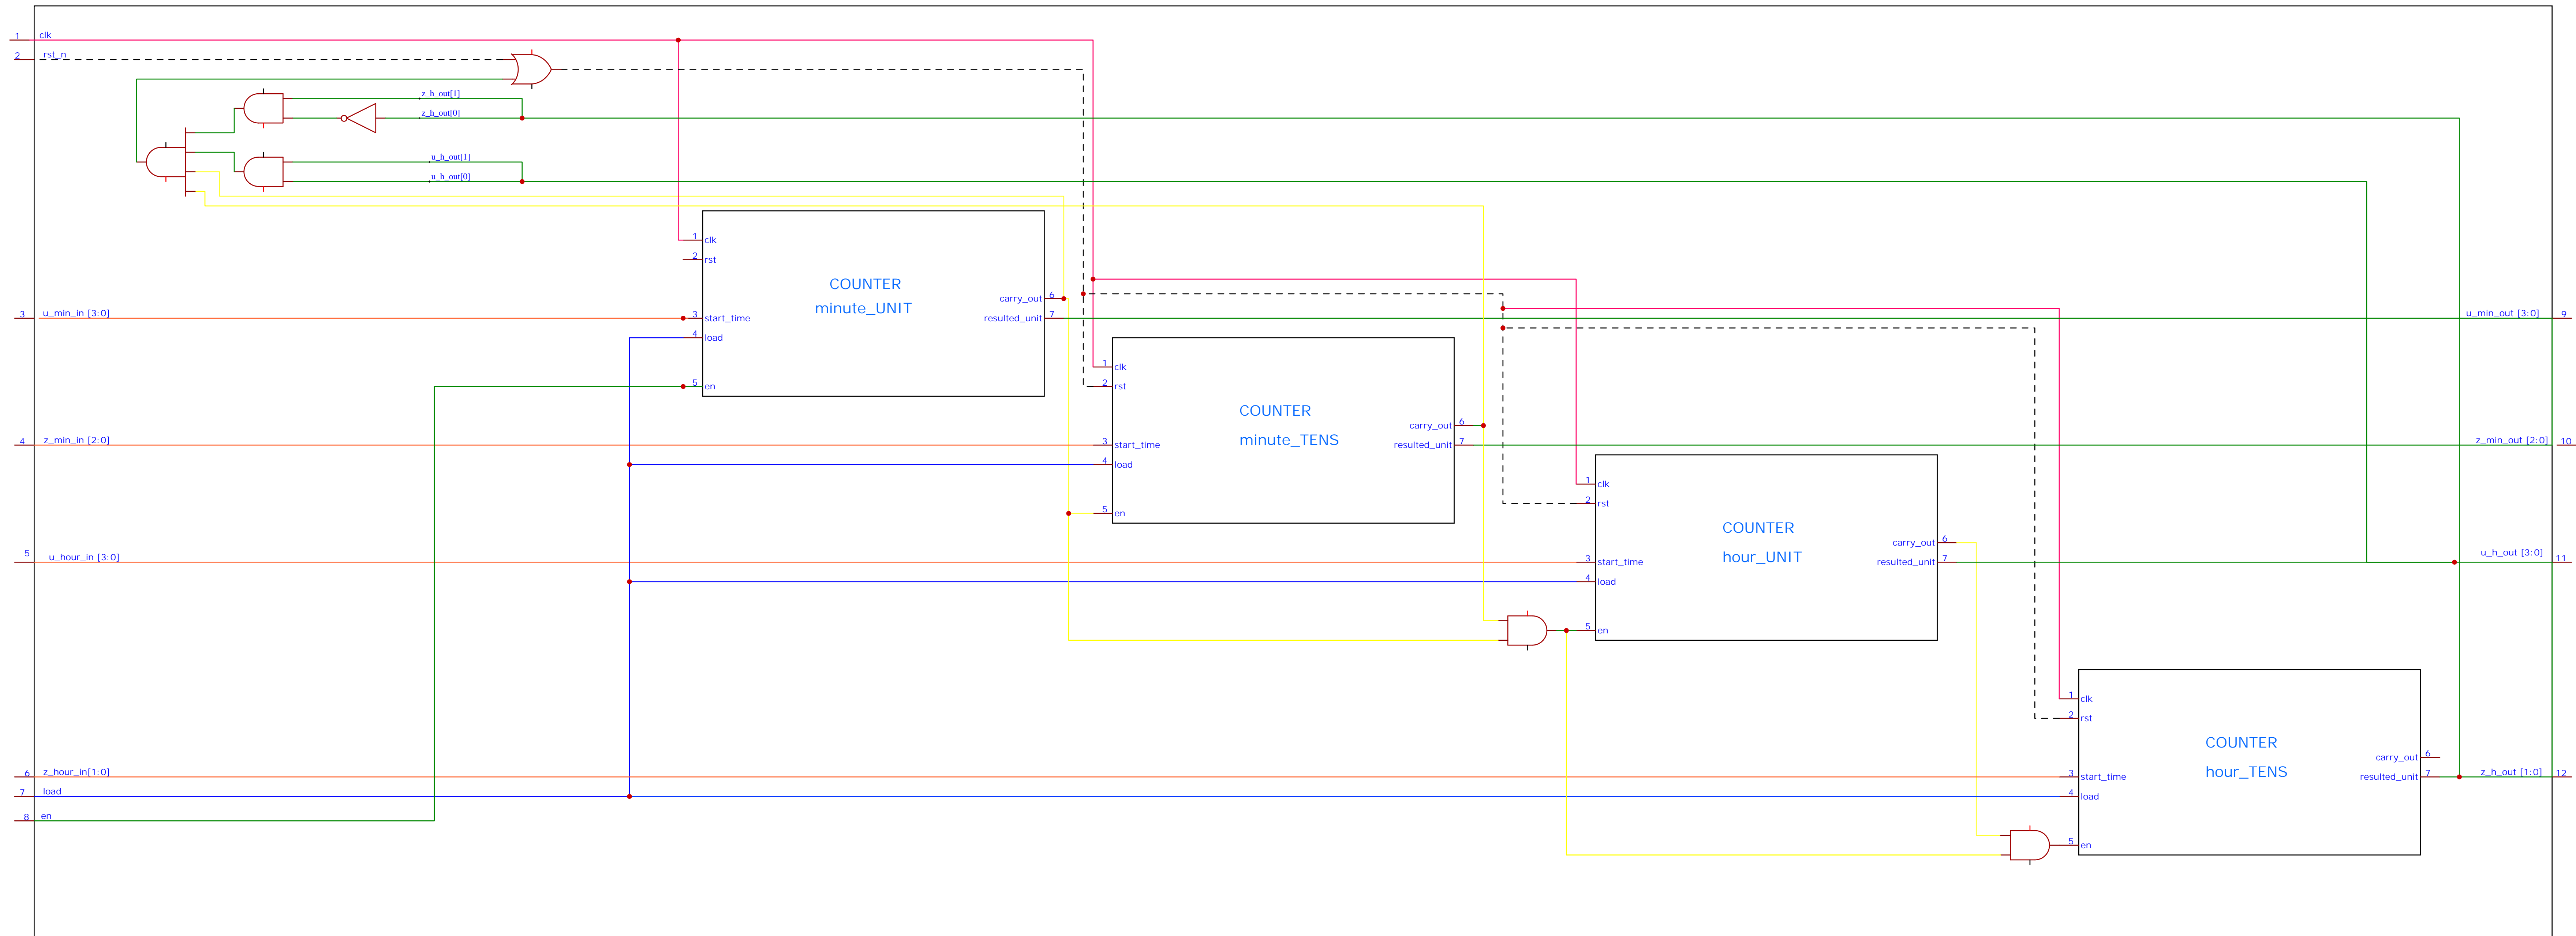 1 clk
2 rst_n
z_h_out[1]
z_h_out[0]
u_h_out[1]
u_h_out[0]
1 clk
2 rst
COUNTER
minute_UNIT
carry_out 6
3 u_min_in [3:0]
3 start_time
resulted_unit 7
u_min_out [3:0] 9
4 load
5 en
1 clk
2 rst
COUNTER
minute_TENS
carry_out 6
4 z_min_in [2:0]
3 start_time
resulted_unit 7
z_min_out [2:0] 10
4 load
5 en
1 clk
2 rst
COUNTER
hour_UNIT
carry_out 6
5 u_hour_in [3:0]
3 start_time
resulted_unit 7
u_h_out [3:0] 11
4 load
5 en
1 clk
2 rst
COUNTER
hour_TENS
carry_out 6
6 z_hour_in[1:0]
3 start_time
resulted_unit 7
z_h_out [1:0] 12
7 load
4 load
8 en
5 en